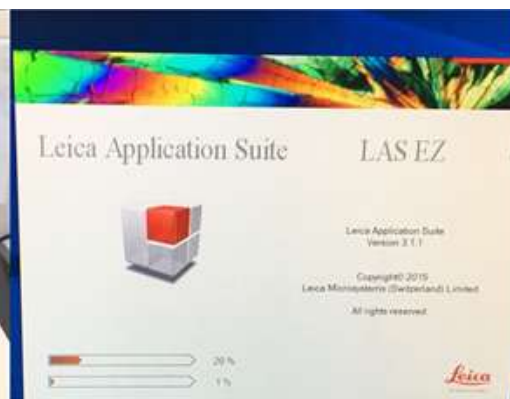 Leica Application Suite
LAS EZ
Leica Application Suite
Version 3.1.1
Copyright© 2015
Leica Microsystems (Switzerland) Limited
All rights reserved
20 %
1 %
Leica